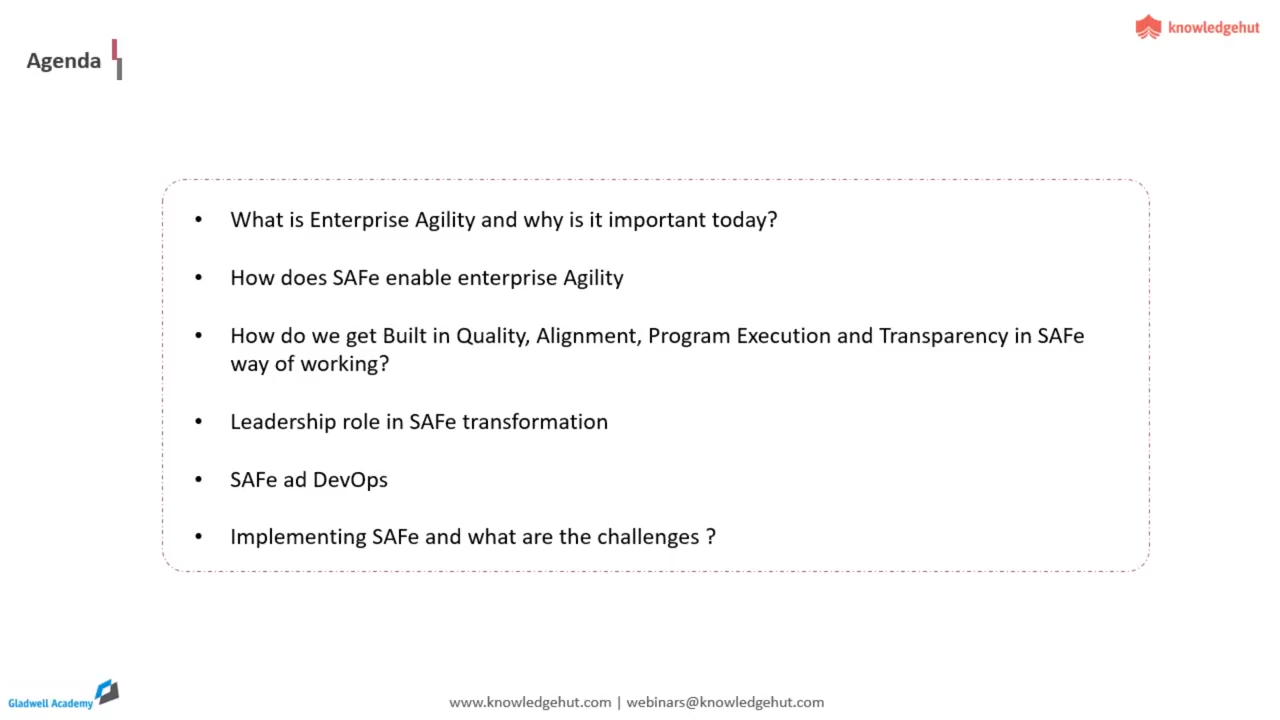 knowledgehut
Agenda
• What is Enterprise Agility and why is it important today?
• How does SAFe enable enterprise Agility
• How do we get Built in Quality, Alignment, Program Execution and Transparency in SAFe
way of working?
• Leadership role in SAFe transformation
• SAFe ad DevOps
• Implementing SAFe and what are the challenges ?
Gladwell Academy
www.knowledgehut.com | webinars@knowledgehut.com